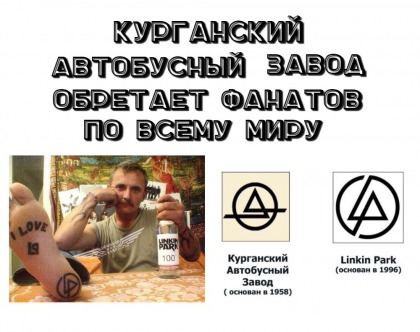 КУРГАНСКИЙ
АВТОБУСНЫЙ ЗАВОД
ОБРЕТАЕТ ФАНАТОВ
ПО ВСЕМУ МИРУ
I LOVE
LINKIN
PARK
100
Курганский
Автобусный
Завод
( основан в 1958)
Linkin Park
(основан в 1996)